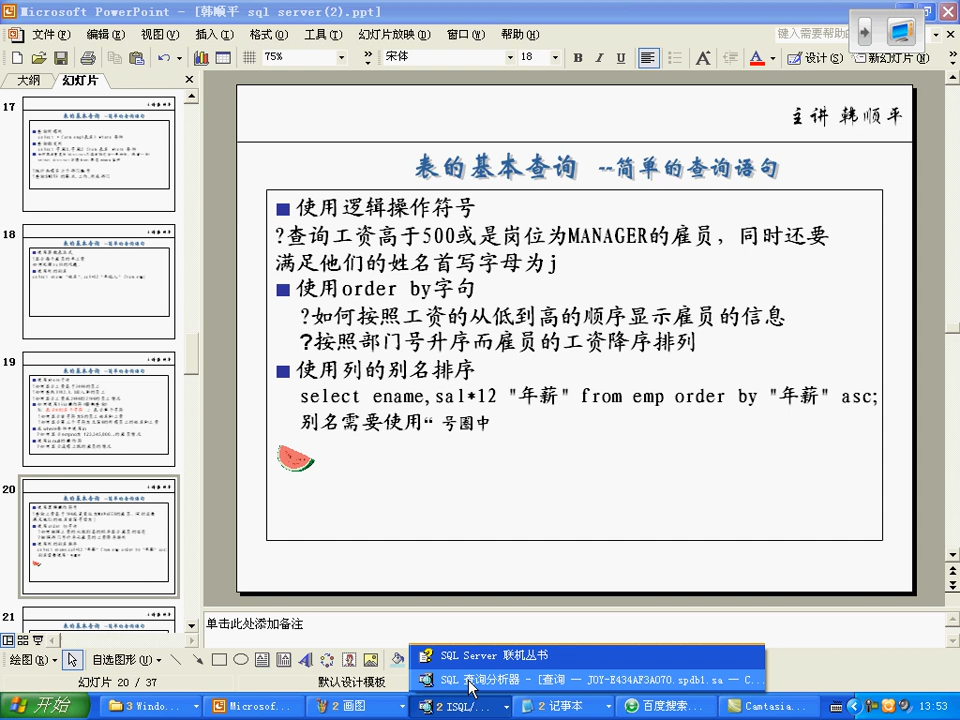 Microsoft PowerPoint - [韩顺平 sql server(2).ppt]
文件(F) 编辑(E) 视图(V) 插入(I) 格式(O) 工具(T) 幻灯片放映(D) 窗口(W) 帮助(H) 键入需要帮助的
75% 宋体 18 B I U A A 设计(S) 新幻灯片(N)
大纲 幻灯片
17
18
19
20
21
主讲 韩顺平
表的基本查询 --简单的查询语句
使用逻辑操作符号
?查询工资高于500或是岗位为MANAGER的雇员，同时还要
满足他们的姓名首写字母为j
使用order by字句
?如何按照工资的从低到高的顺序显示雇员的信息
?按照部门号升序而雇员的工资降序排列
使用列的别名排序
select ename,sal*12 "年薪" from emp order by "年薪" asc;
别名需要使用“ 号圈中
单击此处添加备注
绘图(R) 自选图形(U)
SQL Server 联机丛书
SQL 查询分析器 - [查询 — JOY-E434AF3A070.spdb1.sa — C...
幻灯片 20 / 37 默认设计模板
开始 3 Windo... Microsof... 2 画图 2 ISQL/... 2 记事本 百度搜索... Camtasia... 13:53